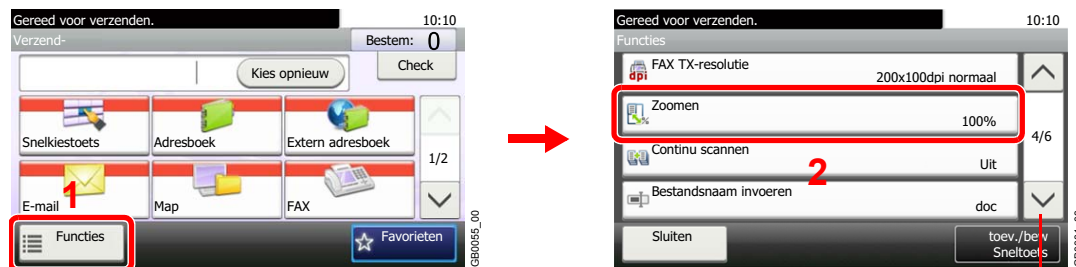 Gereed voor verzenden.
10:10
Verzend-
Bestem: 0
Kies opnieuw
Check
Snelkiestoets
Adresboek
Extern adresboek
1/2
E-mail
Map
FAX
1
Functies
Favorieten
GB0055_00
Gereed voor verzenden.
10:10
Functies
FAX TX-resolutie
200x100dpi normaal
Zoomen
100%
4/6
Continu scannen
Uit
2
Bestandsnaam invoeren
doc
Sluiten
toev./bew
Sneltoets